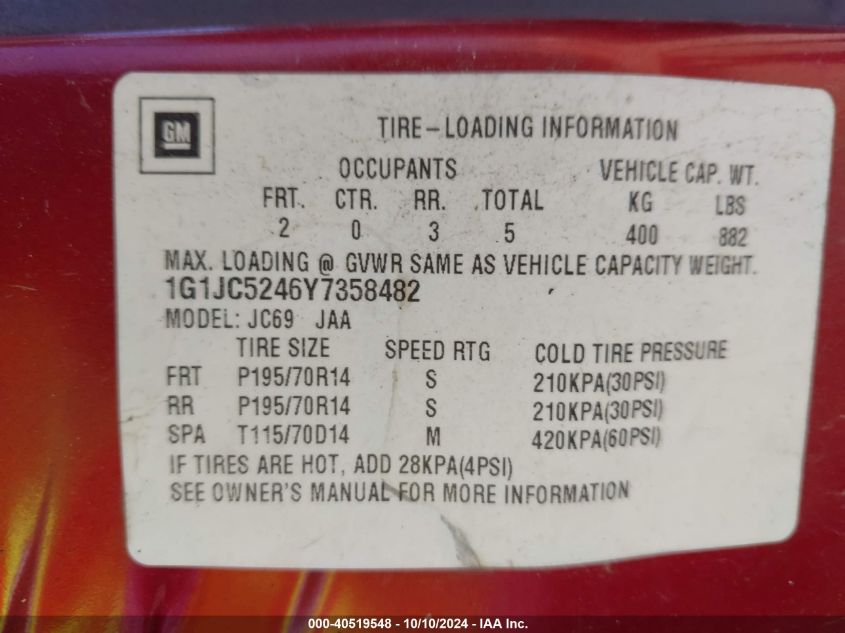 GM
TIRE-LOADING INFORMATION
OCCUPANTS VEHICLE CAP. WT.
FRT. CTR. RR. TOTAL KG LBS
2 0 3 5 400 882
MAX. LOADING @ GVWR SAME AS VEHICLE CAPACITY WEIGHT.
1G1JC5246Y7358482
MODEL: JC69 JAA
TIRE SIZE SPEED RTG COLD TIRE PRESSURE
FRT P195/70R14 S 210KPA(30PSI)
RR P195/70R14 S 210KPA(30PSI)
SPA T115/70D14 M 420KPA(60PSI)
IF TIRES ARE HOT, ADD 28KPA(4PSI)
SEE OWNER'S MANUAL FOR MORE INFORMATION
000-40519548 - 10/10/2024 - IAA Inc.